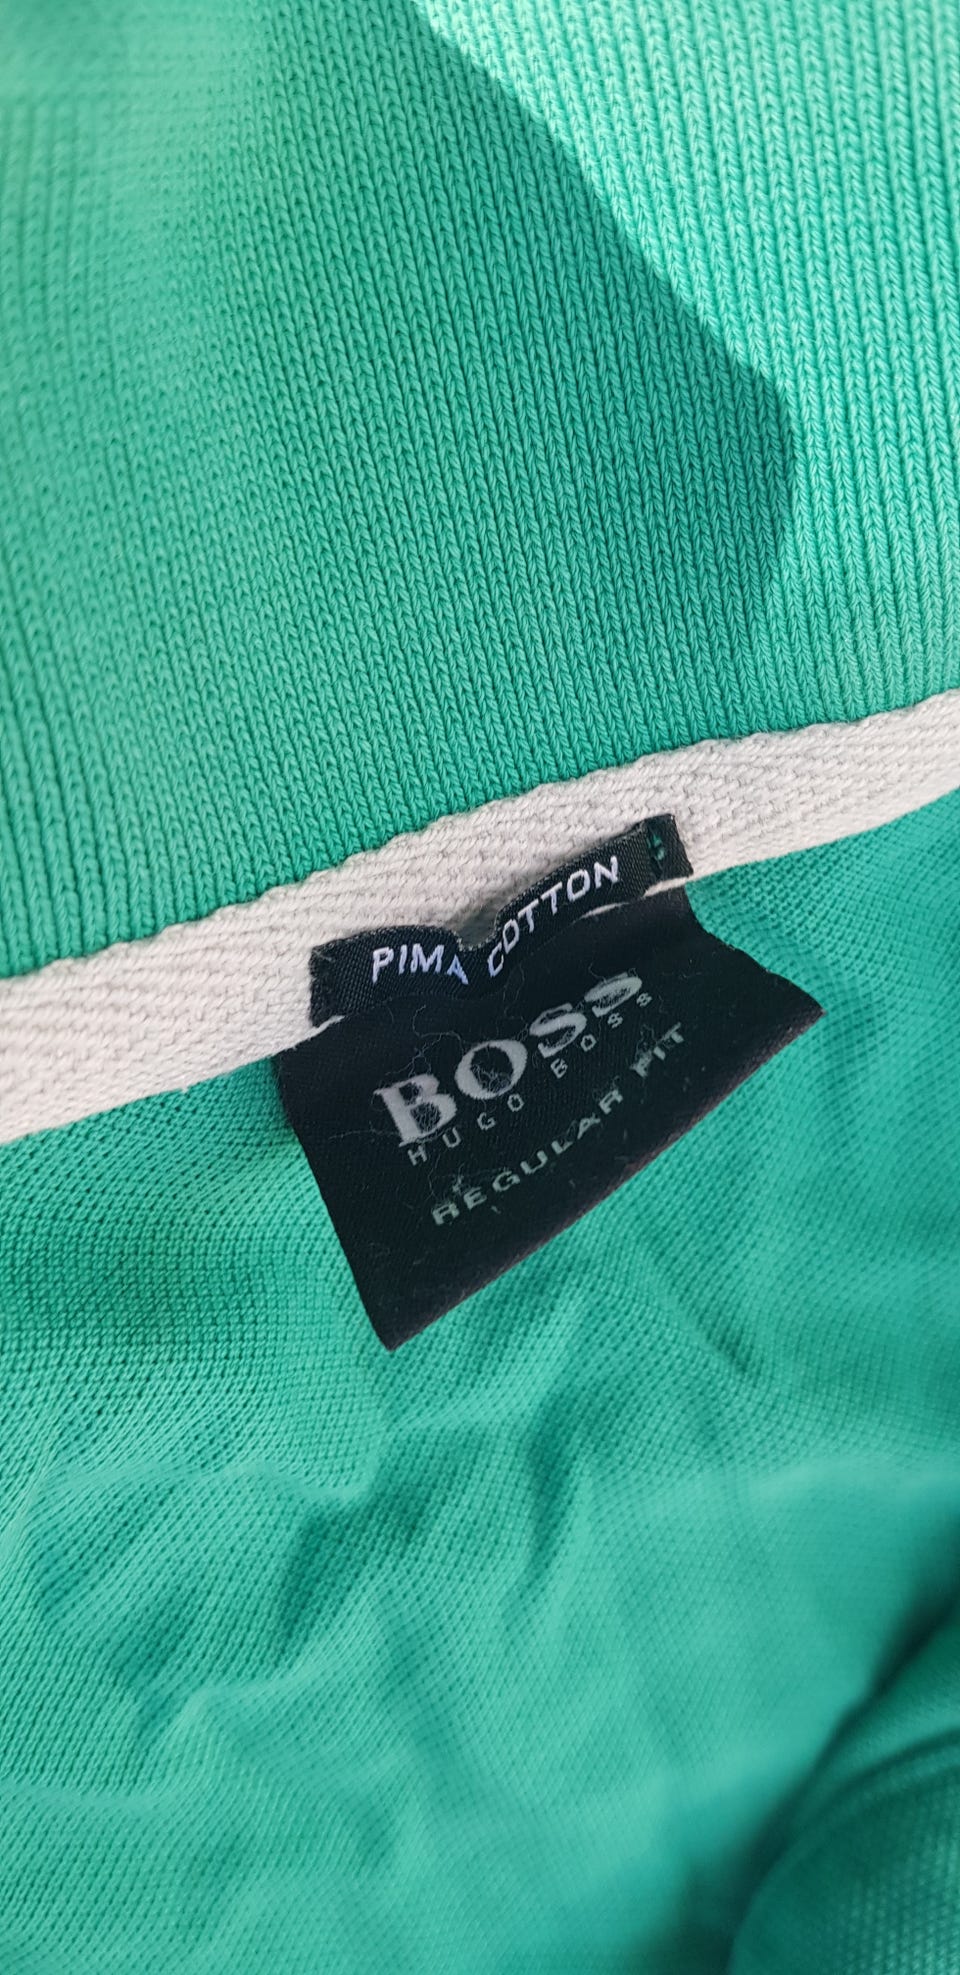 PIMA COTTON
BOSS
HUGO BOSS
REGULAR FIT